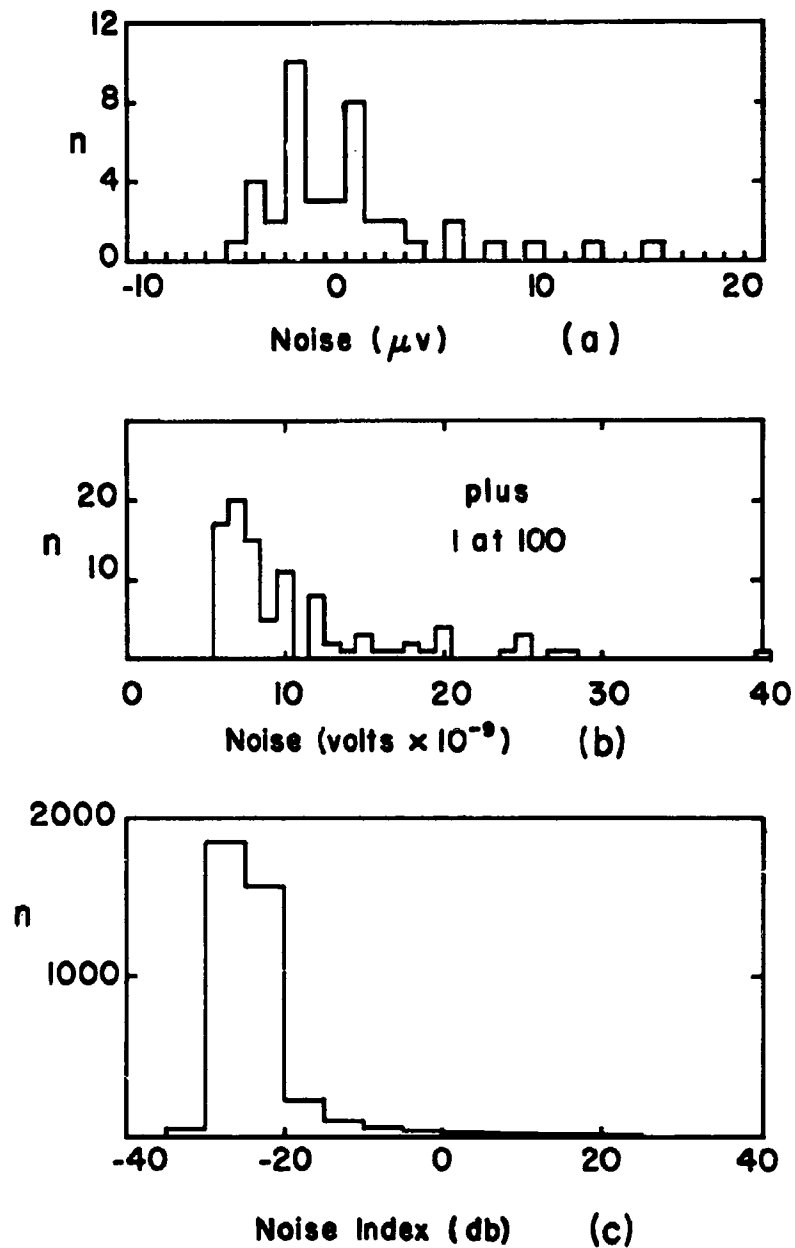 12
8
n
4
0
-10 0 10 20
Noise (μv) (a)
20
n
10
plus
1 at 100
0 10 20 30 40
Noise (volts × 10⁻⁹) (b)
2000
n
1000
-40 -20 0 20 40
Noise Index (db) (c)